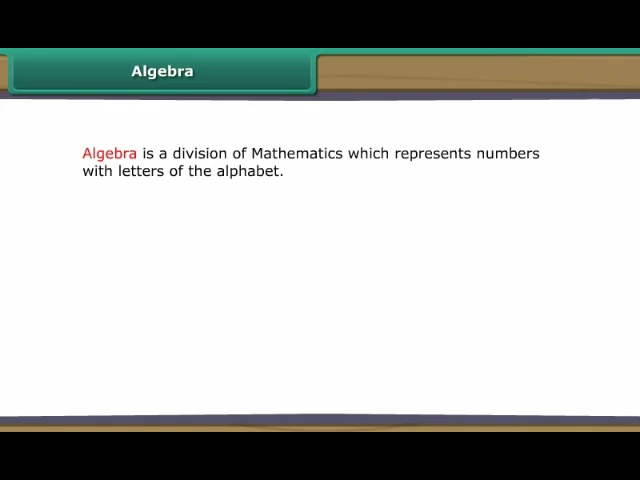 Algebra
Algebra is a division of Mathematics which represents numbers
with letters of the alphabet.